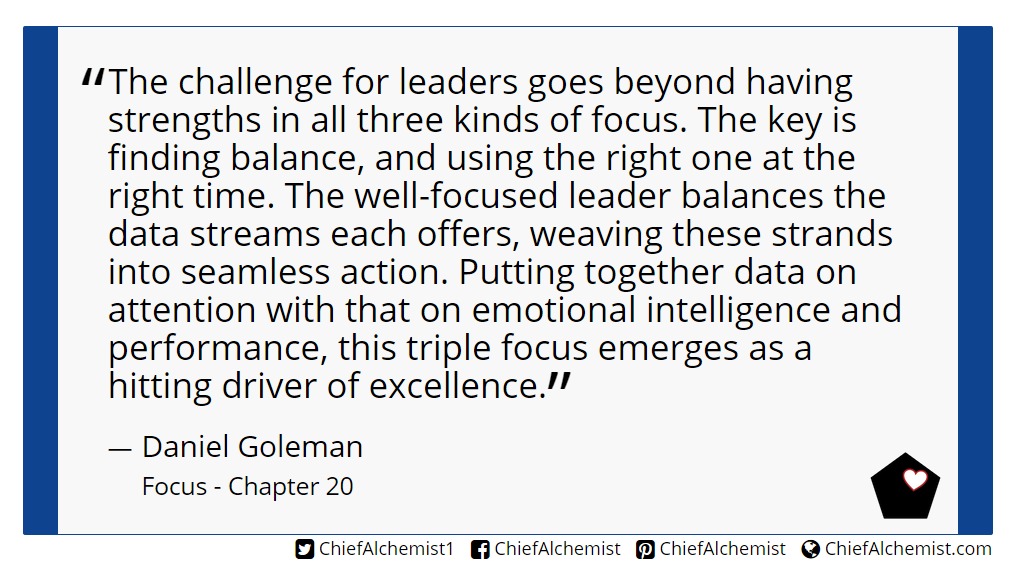 “The challenge for leaders goes beyond having
strengths in all three kinds of focus. The key is
finding balance, and using the right one at the
right time. The well-focused leader balances the
data streams each offers, weaving these strands
into seamless action. Putting together data on
attention with that on emotional intelligence and
performance, this triple focus emerges as a
hitting driver of excellence.”
— Daniel Goleman
Focus - Chapter 20
ChiefAlchemist1 ChiefAlchemist ChiefAlchemist ChiefAlchemist.com